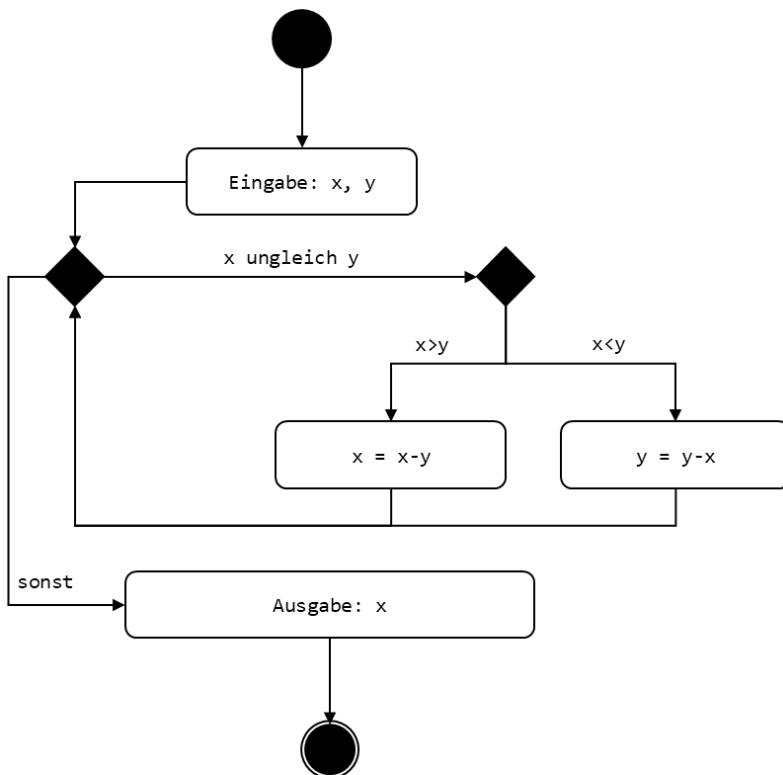 Eingabe: x, y
x ungleich y
x>y
x<y
x = x-y
y = y-x
sonst
Ausgabe: x